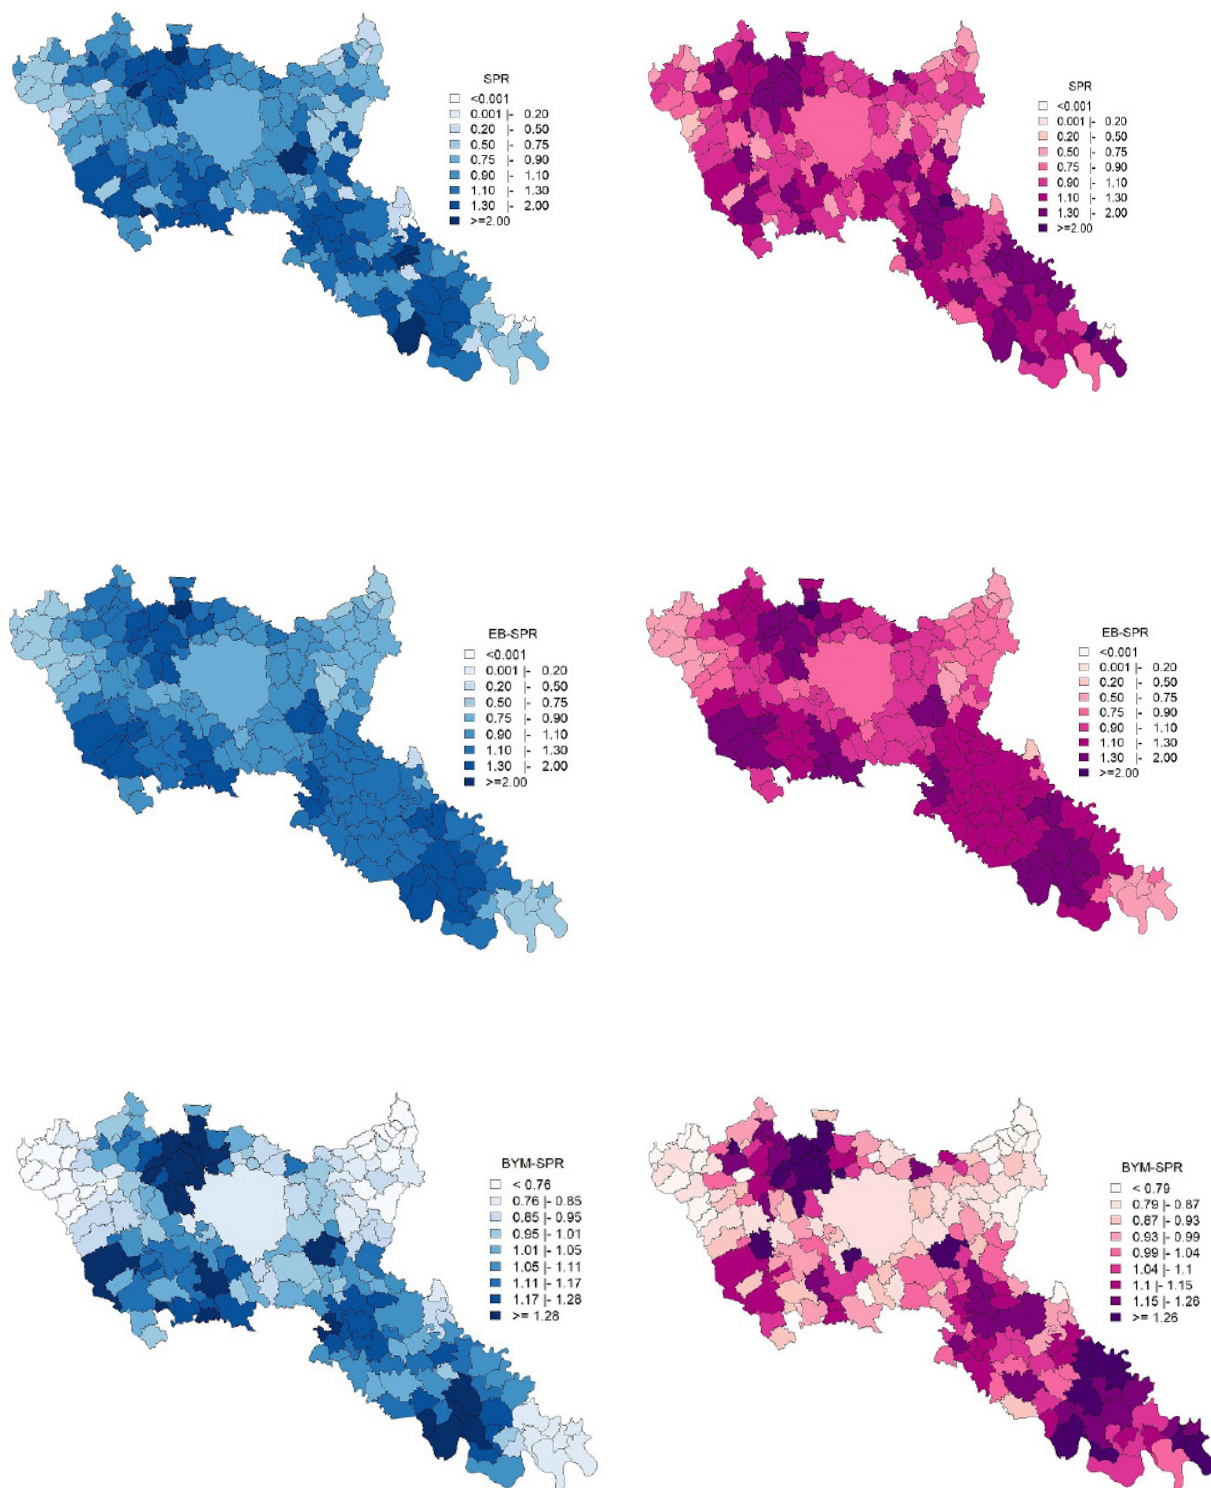 SPR
<0.001
0.001 |- 0.20
0.20 |- 0.50
0.50 |- 0.75
0.75 |- 0.90
0.90 |- 1.10
1.10 |- 1.30
1.30 |- 2.00
>=2.00
SPR
<0.001
0.001 |- 0.20
0.20 |- 0.50
0.50 |- 0.75
0.75 |- 0.90
0.90 |- 1.10
1.10 |- 1.30
1.30 |- 2.00
>=2.00
EB-SPR
<0.001
0.001 |- 0.20
0.20 |- 0.50
0.50 |- 0.75
0.75 |- 0.90
0.90 |- 1.10
1.10 |- 1.30
1.30 |- 2.00
>=2.00
EB-SPR
<0.001
0.001 |- 0.20
0.20 |- 0.50
0.50 |- 0.75
0.75 |- 0.90
0.90 |- 1.10
1.10 |- 1.30
1.30 |- 2.00
>=2.00
BYM-SPR
< 0.76
0.76 |- 0.85
0.85 |- 0.95
0.95 |- 1.01
1.01 |- 1.05
1.05 |- 1.11
1.11 |- 1.17
1.17 |- 1.28
>= 1.28
BYM-SPR
< 0.79
0.79 |- 0.87
0.87 |- 0.93
0.93 |- 0.99
0.99 |- 1.04
1.04 |- 1.1
1.1 |- 1.15
1.15 |- 1.26
>= 1.26